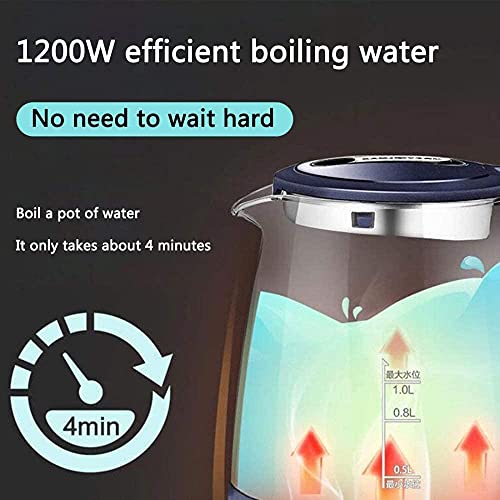 1200W efficient boiling water
No need to wait hard
Boil a pot of water
It only takes about 4 minutes
4min
最大水位
1.0L
0.8L
0.5L